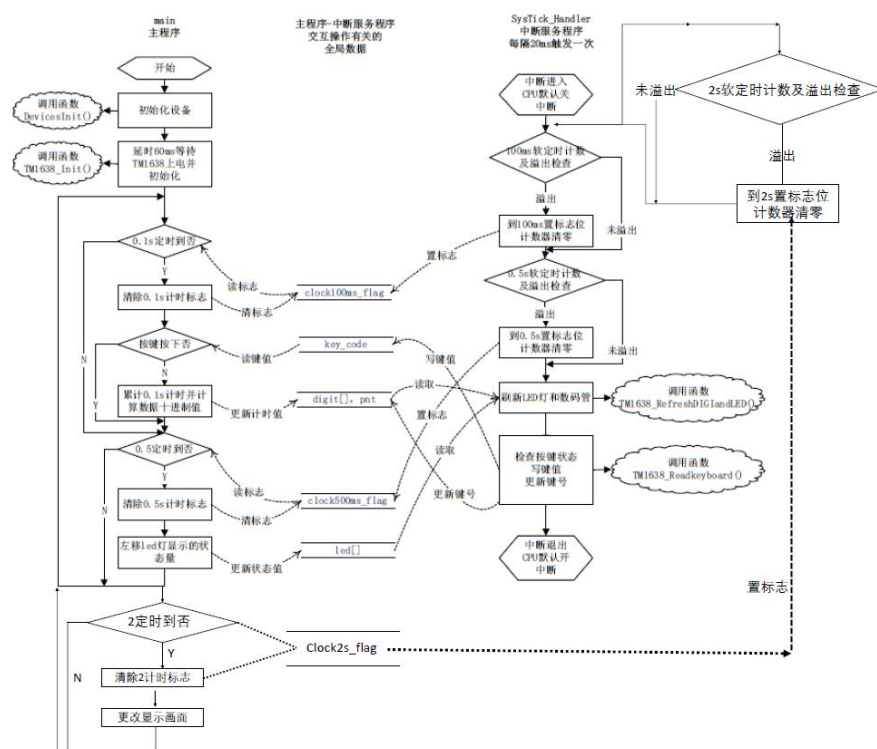 main
主程序
主程序-中断服务程序
交互操作有关的
全局数据
SysTick_Handler
中断服务程序
每隔20ms触发一次
开始
调用函数
DevicesInit()
初始化设备
调用函数
TM1638_Init()
延时60ms等待
TM1638上电并
初始化
0.1s定时到否
Y
N
清除0.1s计时标志
按键按下否
N
Y
累计0.1s计时并计
算数据十进制值
0.5定时到否
Y
N
清除0.5s计时标志
左移led灯显示的状
态量
2定时到否
Y
N
清除2计时标志
更改显示画面
读标志
清标志
置标志
clock100ms_flag
读键值
key_code
写键值
更新计时值
digit[], pnt
读取
置标志
读取
更新键号
读标志
清标志
clock500ms_flag
更新状态值
led[]
Clock2s_flag
中断进入
CPU默认关
中断
100ms软定时计数
及溢出检查
溢出
未溢出
到100ms置标志位
计数器清零
0.5s软定时计数
及溢出检查
溢出
未溢出
到0.5s置标志位
计数器清零
刷新LED灯和数码管
调用函数
TM1638_RefreshDIGIandLED()
检查按键状态
写键值
更新键号
调用函数
TM1638_Readkeyboard()
中断退出
CPU默认开
中断
2s软定时计数及溢出检查
未溢出
溢出
到2s置标志位
计数器清零
置标志